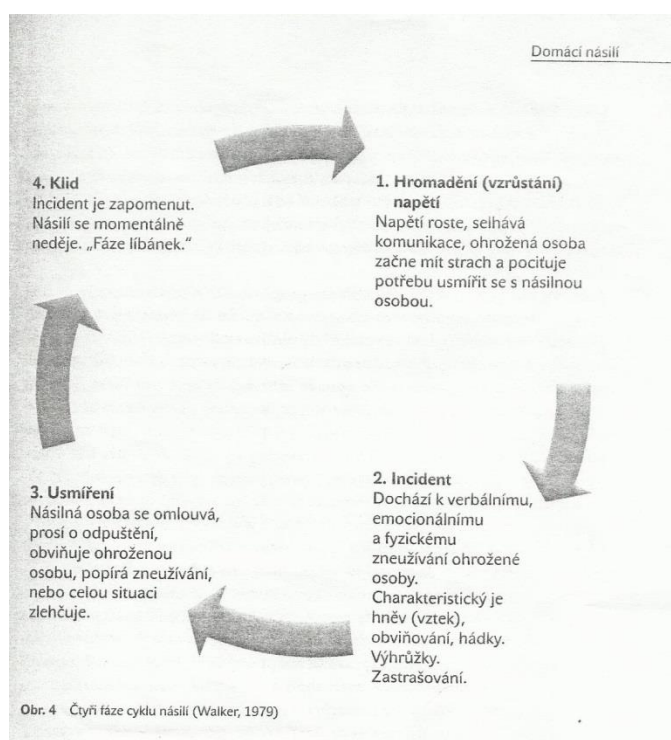 Domácí násilí
1. Hromadění (vzrůstání)
napětí
Napětí roste, selhává
komunikace, ohrožená osoba
začne mít strach a pociťuje
potřebu usmířit se s násilnou
osobou.
2. Incident
Dochází k verbálnímu,
emocionálnímu
a fyzickému
zneužívání ohrožené
osoby.
Charakteristický je
hněv (vztek),
obviňování, hádky.
Výhrůžky.
Zastrašování.
3. Usmíření
Násilná osoba se omlouvá,
prosí o odpuštění,
obviňuje ohroženou
osobu, popírá zneužívání,
nebo celou situaci
zlehčuje.
4. Klid
Incident je zapomenut.
Násilí se momentálně
neděje. „Fáze líbánek.“
Obr. 4 Čtyři fáze cyklu násilí (Walker, 1979)